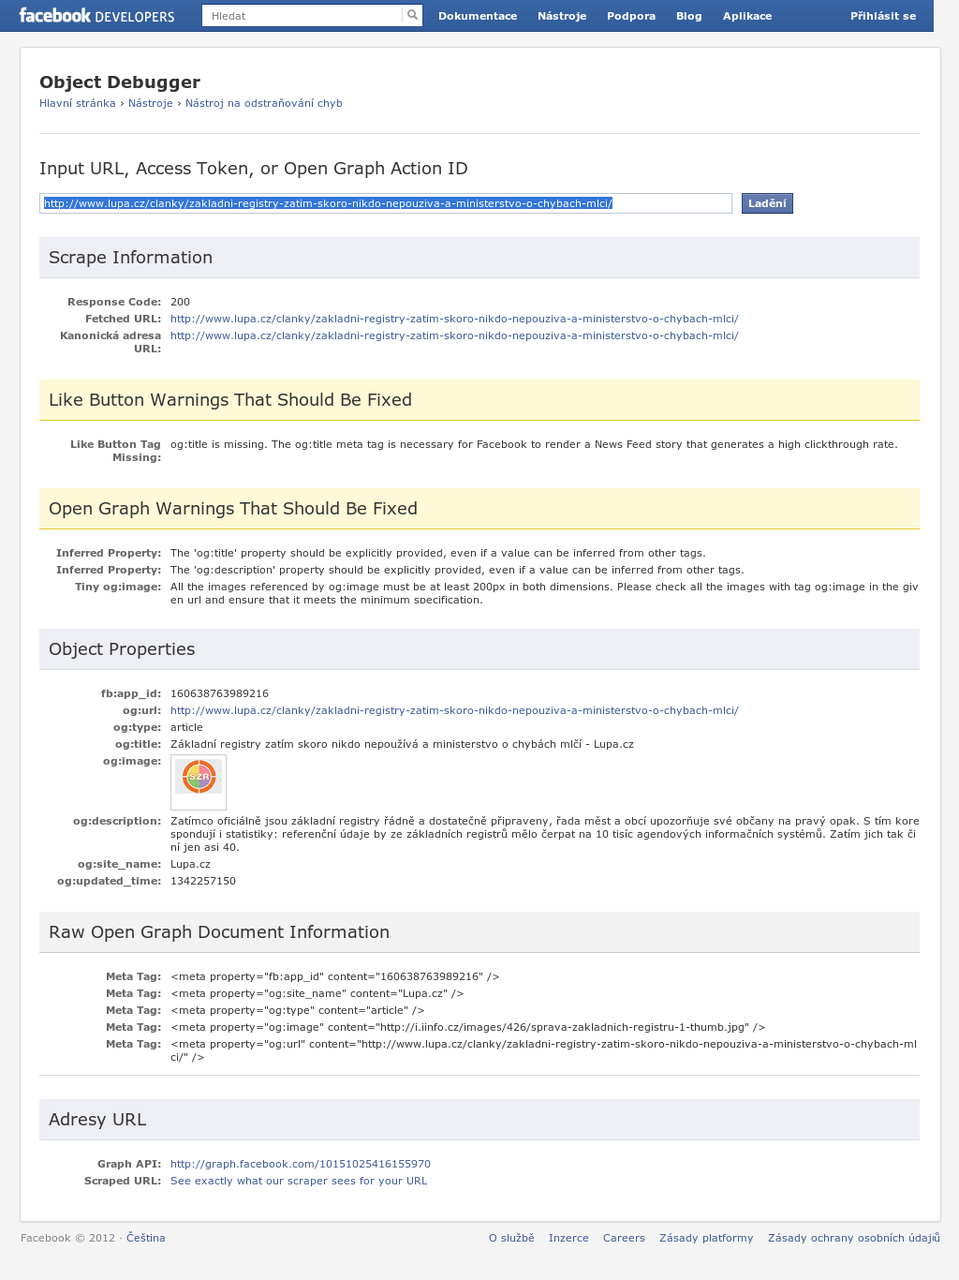 facebook DEVELOPERS Hledat Dokumentace Nástroje Podpora Blog Aplikace Přihlásit se
Object Debugger
Hlavní stránka › Nástroje › Nástroj na odstraňování chyb
Input URL, Access Token, or Open Graph Action ID
http://www.lupa.cz/clanky/zakladni-registry-zatim-skoro-nikdo-nepouziva-a-ministerstvo-o-chybach-mlci/ Ladění
Scrape Information
Response Code: 200
Fetched URL: http://www.lupa.cz/clanky/zakladni-registry-zatim-skoro-nikdo-nepouziva-a-ministerstvo-o-chybach-mlci/
Kanonická adresa http://www.lupa.cz/clanky/zakladni-registry-zatim-skoro-nikdo-nepouziva-a-ministerstvo-o-chybach-mlci/
URL:
Like Button Warnings That Should Be Fixed
Like Button Tag og:title is missing. The og:title meta tag is necessary for Facebook to render a News Feed story that generates a high clickthrough rate.
Missing:
Open Graph Warnings That Should Be Fixed
Inferred Property: The 'og:title' property should be explicitly provided, even if a value can be inferred from other tags.
Inferred Property: The 'og:description' property should be explicitly provided, even if a value can be inferred from other tags.
Tiny og:image: All the images referenced by og:image must be at least 200px in both dimensions. Please check all the images with tag og:image in the giv
en url and ensure that it meets the minimum specification.
Object Properties
fb:app_id: 160638763989216
og:url: http://www.lupa.cz/clanky/zakladni-registry-zatim-skoro-nikdo-nepouziva-a-ministerstvo-o-chybach-mlci/
og:type: article
og:title: Základní registry zatím skoro nikdo nepoužívá a ministerstvo o chybách mlčí - Lupa.cz
og:image:
SZR
og:description: Zatímco oficiálně jsou základní registry řádně a dostatečně připraveny, řada měst a obcí upozorňuje své občany na pravý opak. S tím kore
spondují i statistiky: referenční údaje by ze základních registrů mělo čerpat na 10 tisíc agendových informačních systémů. Zatím jich tak či
ní jen asi 40.
og:site_name: Lupa.cz
og:updated_time: 1342257150
Raw Open Graph Document Information
Meta Tag: <meta property="fb:app_id" content="160638763989216" />
Meta Tag: <meta property="og:site_name" content="Lupa.cz" />
Meta Tag: <meta property="og:type" content="article" />
Meta Tag: <meta property="og:image" content="http://i.iinfo.cz/images/426/sprava-zakladnich-registru-1-thumb.jpg" />
Meta Tag: <meta property="og:url" content="http://www.lupa.cz/clanky/zakladni-registry-zatim-skoro-nikdo-nepouziva-a-ministerstvo-o-chybach-ml
ci/" />
Adresy URL
Graph API: http://graph.facebook.com/10151025416155970
Scraped URL: See exactly what our scraper sees for your URL
Facebook © 2012 · Čeština O službě Inzerce Careers Zásady platformy Zásady ochrany osobních údajů